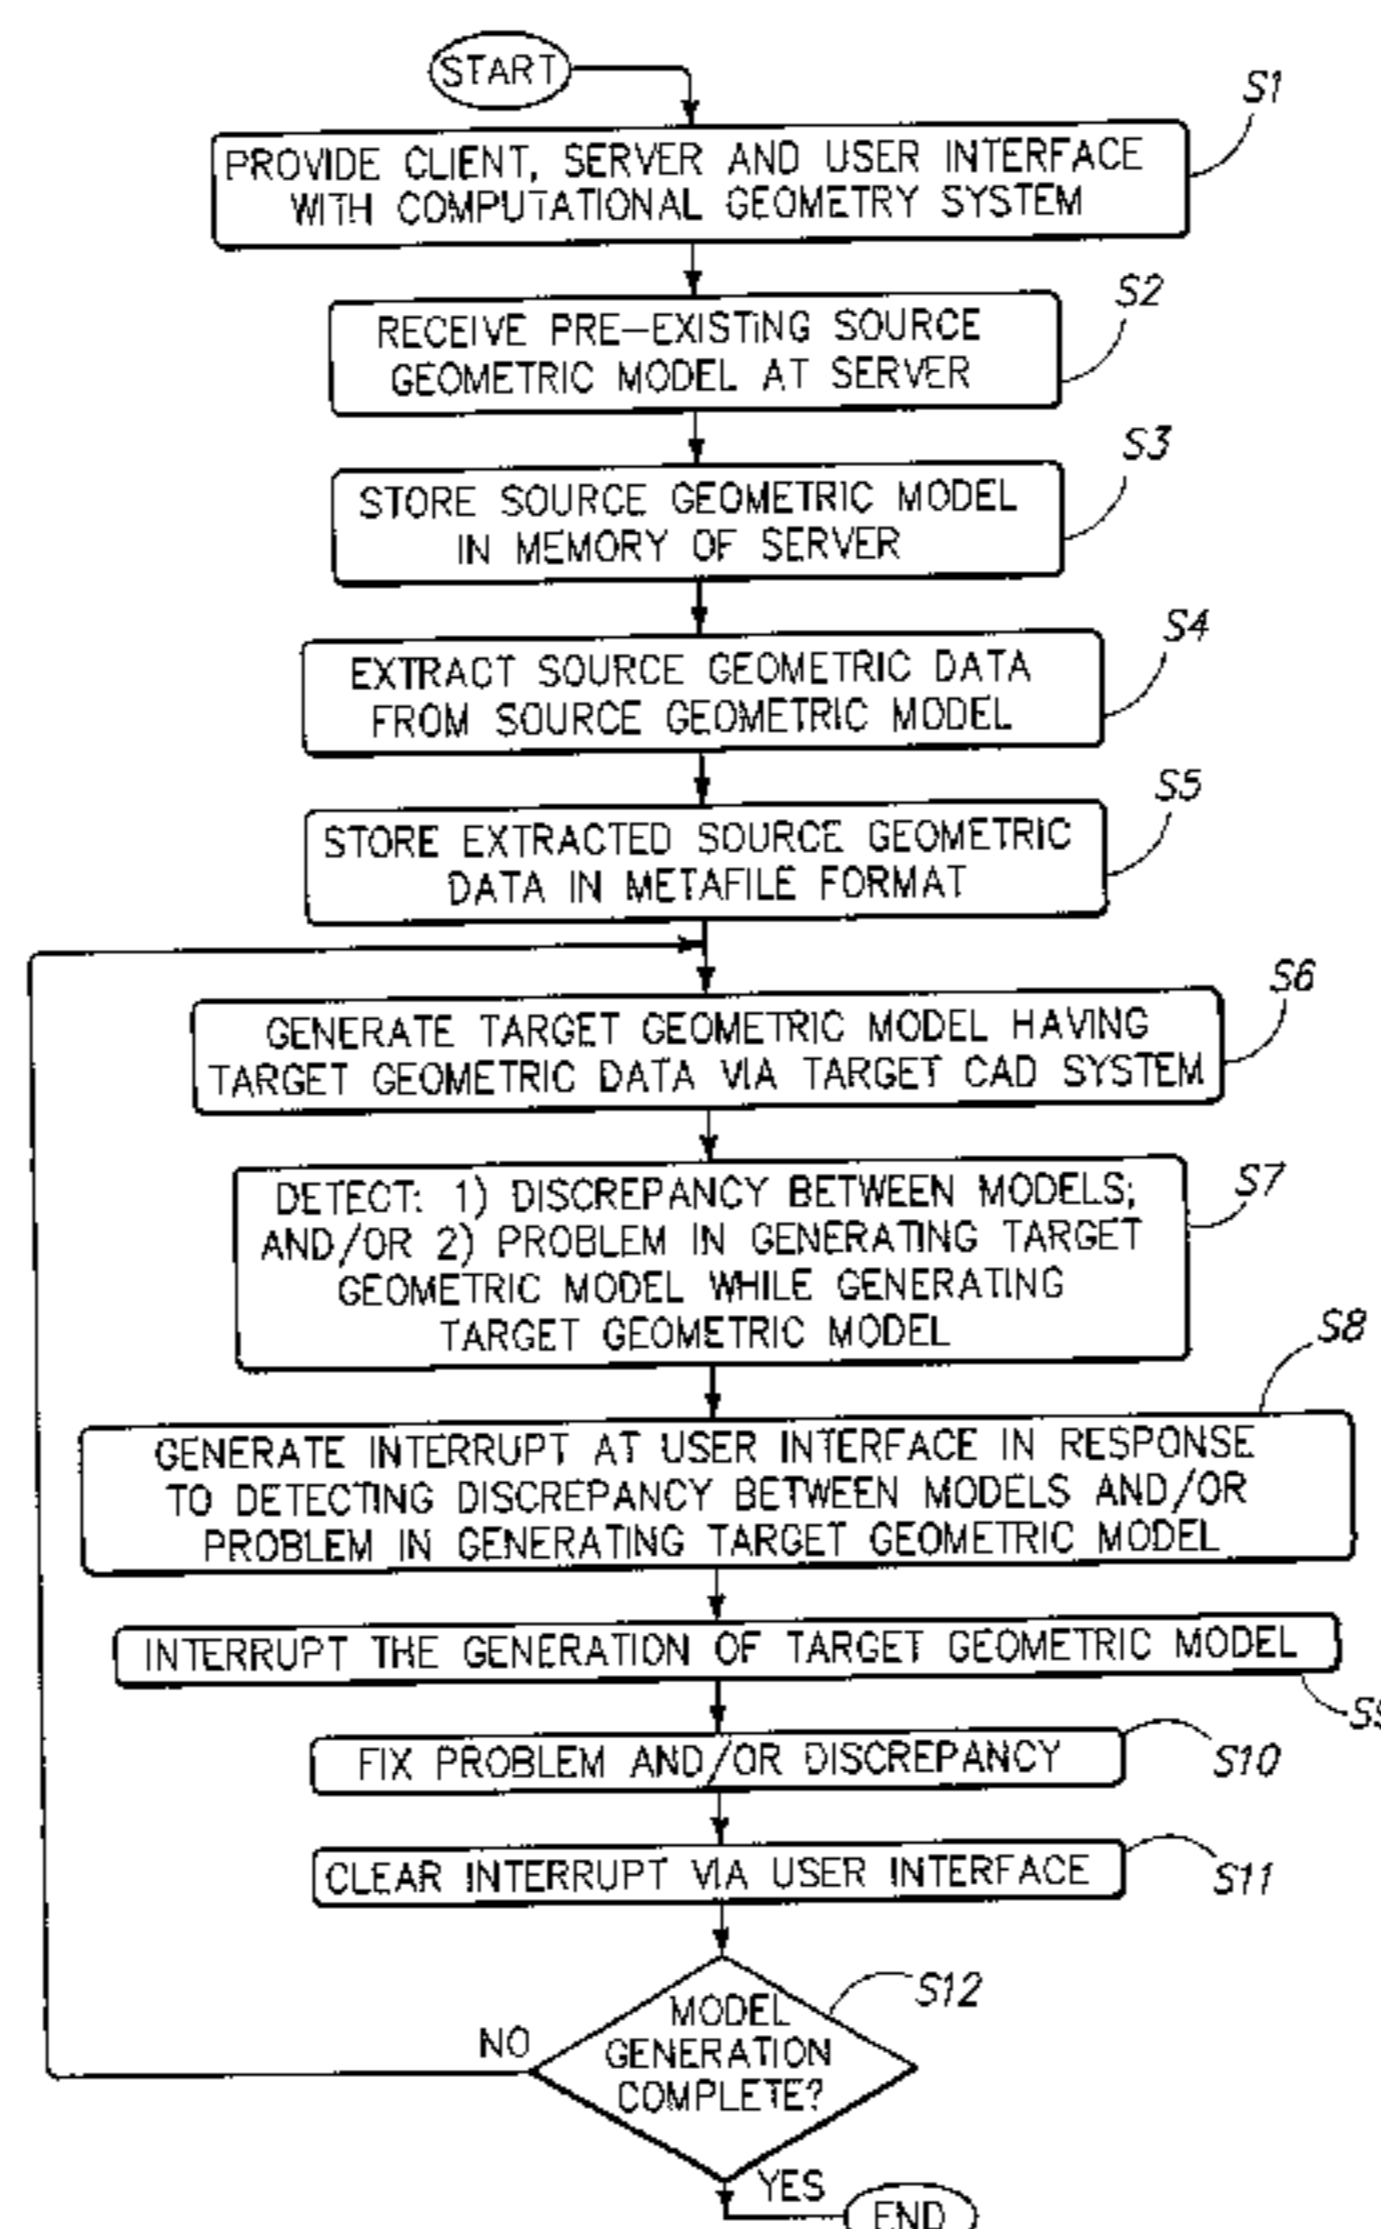 START
S1
PROVIDE CLIENT, SERVER AND USER INTERFACE
WITH COMPUTATIONAL GEOMETRY SYSTEM
S2
RECEIVE PRE-EXISTING SOURCE
GEOMETRIC MODEL AT SERVER
S3
STORE SOURCE GEOMETRIC MODEL
IN MEMORY OF SERVER
S4
EXTRACT SOURCE GEOMETRIC DATA
FROM SOURCE GEOMETRIC MODEL
S5
STORE EXTRACTED SOURCE GEOMETRIC
DATA IN METAFILE FORMAT
S6
GENERATE TARGET GEOMETRIC MODEL HAVING
TARGET GEOMETRIC DATA VIA TARGET CAD SYSTEM
S7
DETECT: 1) DISCREPANCY BETWEEN MODELS;
AND/OR 2) PROBLEM IN GENERATING TARGET
GEOMETRIC MODEL WHILE GENERATING
TARGET GEOMETRIC MODEL
S8
GENERATE INTERRUPT AT USER INTERFACE IN RESPONSE
TO DETECTING DISCREPANCY BETWEEN MODELS AND/OR
PROBLEM IN GENERATING TARGET GEOMETRIC MODEL
INTERRUPT THE GENERATION OF TARGET GEOMETRIC MODEL
S9
FIX PROBLEM AND/OR DISCREPANCY
S10
CLEAR INTERRUPT VIA USER INTERFACE
S11
S12
MODEL
GENERATION
COMPLETE?
NO
YES
END